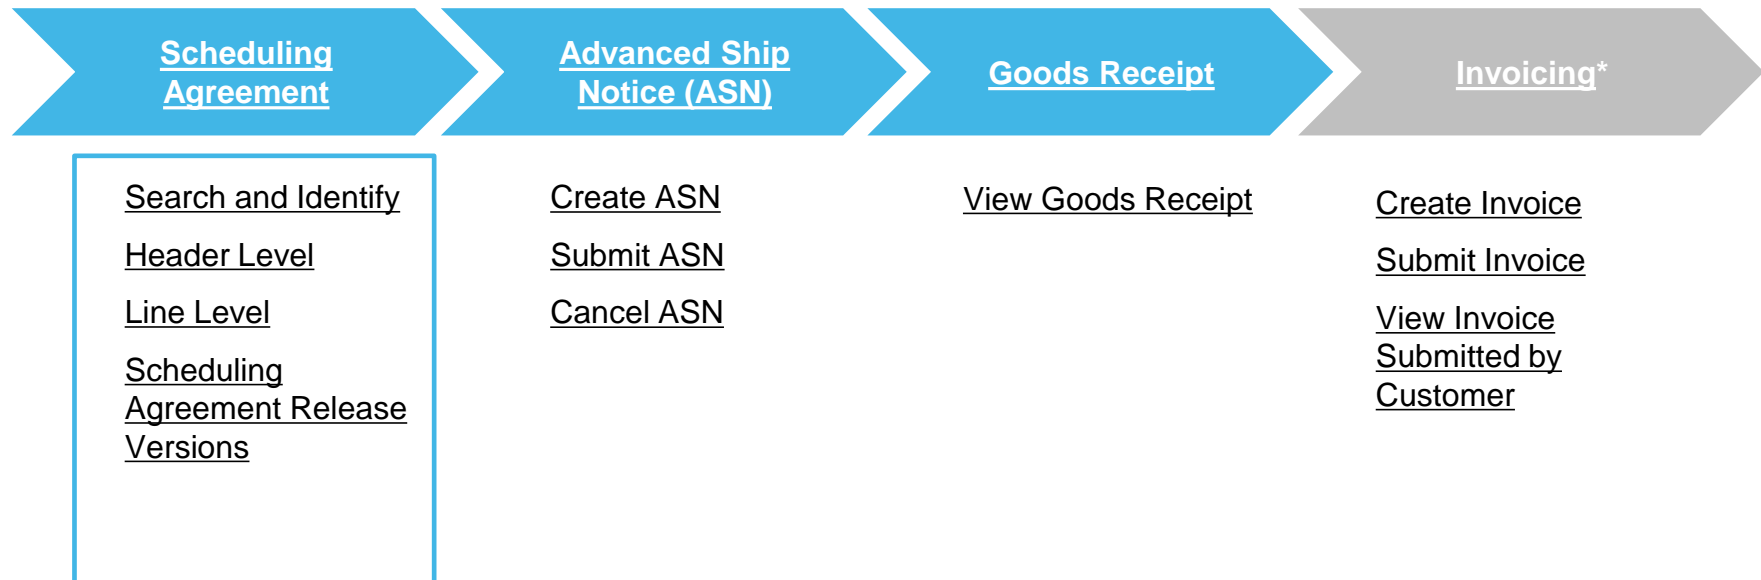 Scheduling
Agreement
Advanced Ship
Notice (ASN)
Goods Receipt
Invoicing*
Search and Identify
Header Level
Line Level
Scheduling
Agreement Release
Versions
Create ASN
Submit ASN
Cancel ASN
View Goods Receipt
Create Invoice
Submit Invoice
View Invoice
Submitted by
Customer